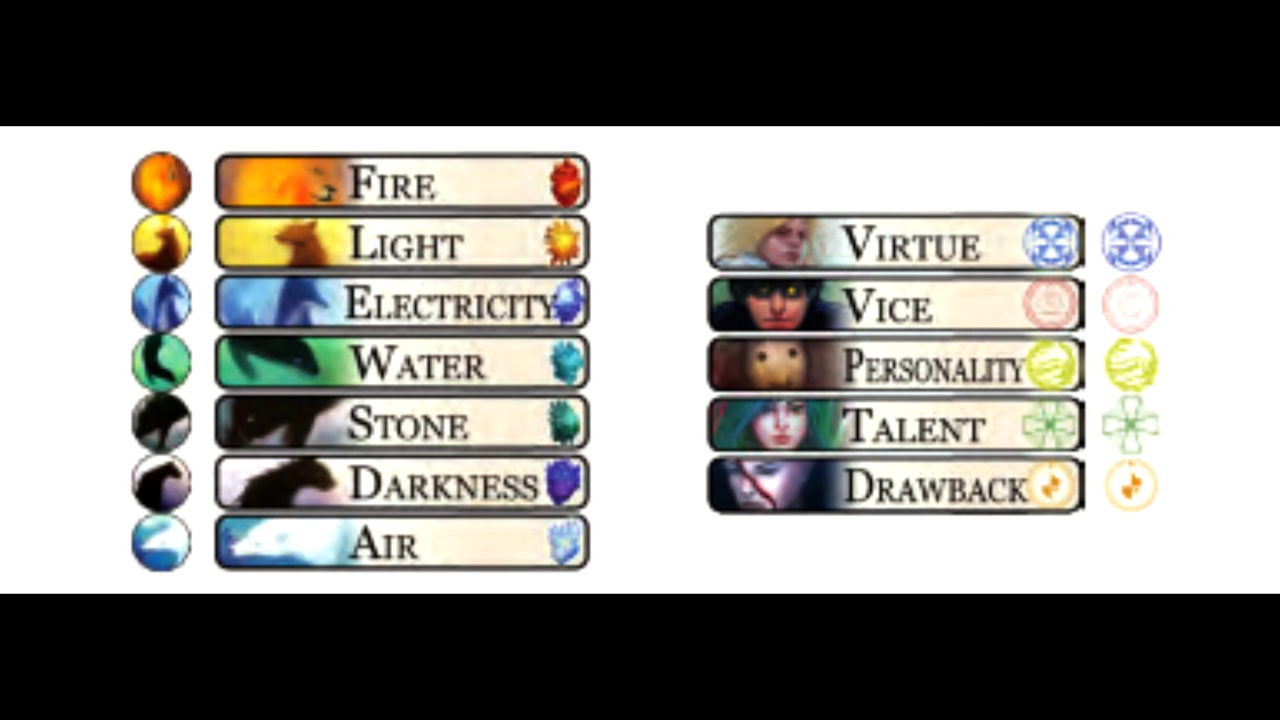 FIRE
LIGHT
ELECTRICITY
WATER
STONE
DARKNESS
AIR
VIRTUE
VICE
PERSONALITY
TALENT
DRAWBACK